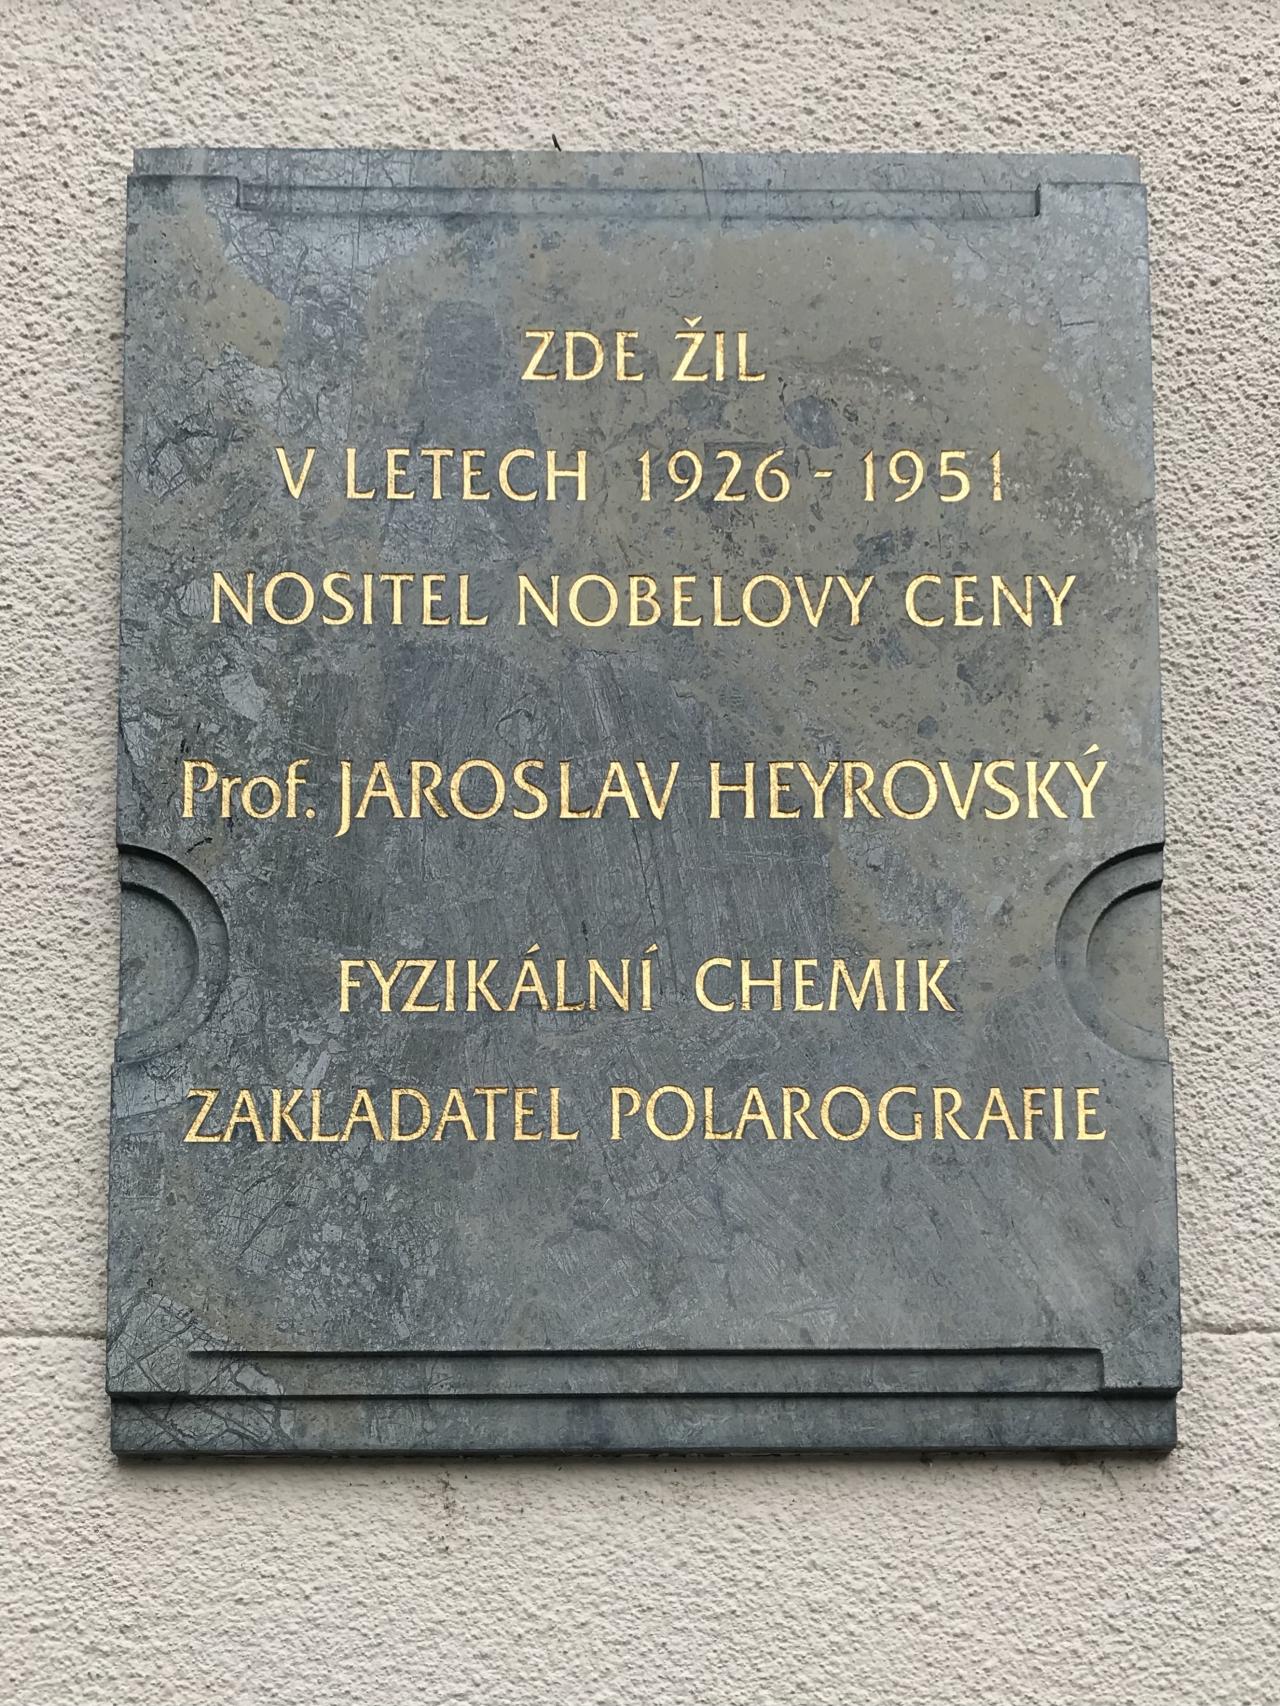 ZDE ŽIL
V LETECH 1926 - 1951
NOSITEL NOBELOVY CENY
Prof. JAROSLAV HEYROVSKÝ
FYZIKÁLNÍ CHEMIK
ZAKLADATEL POLAROGRAFIE